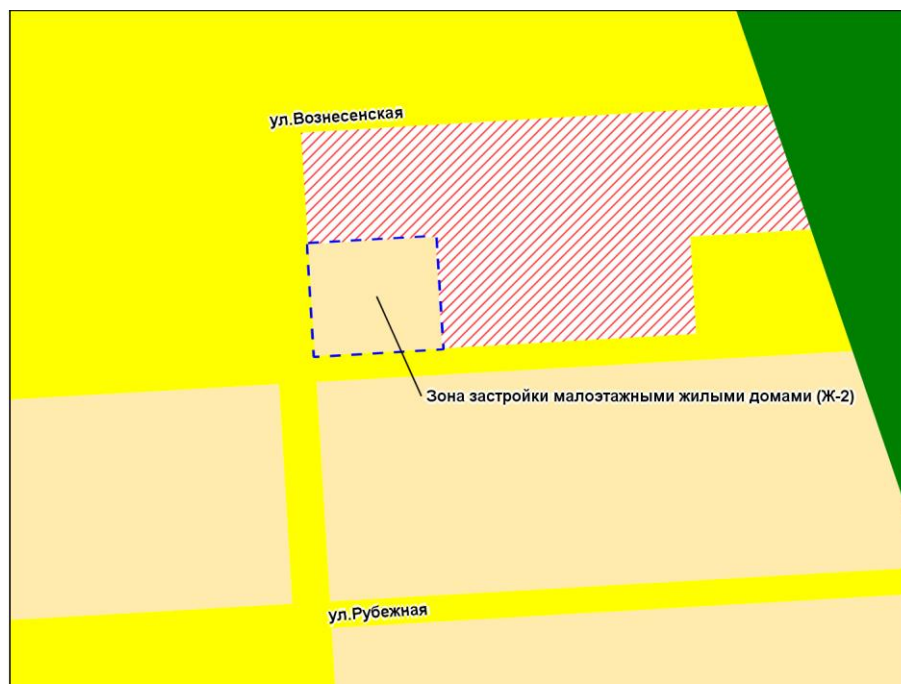 ул.Вознесенская
Зона застройки малоэтажными жилыми домами (Ж-2)
ул.Рубежная